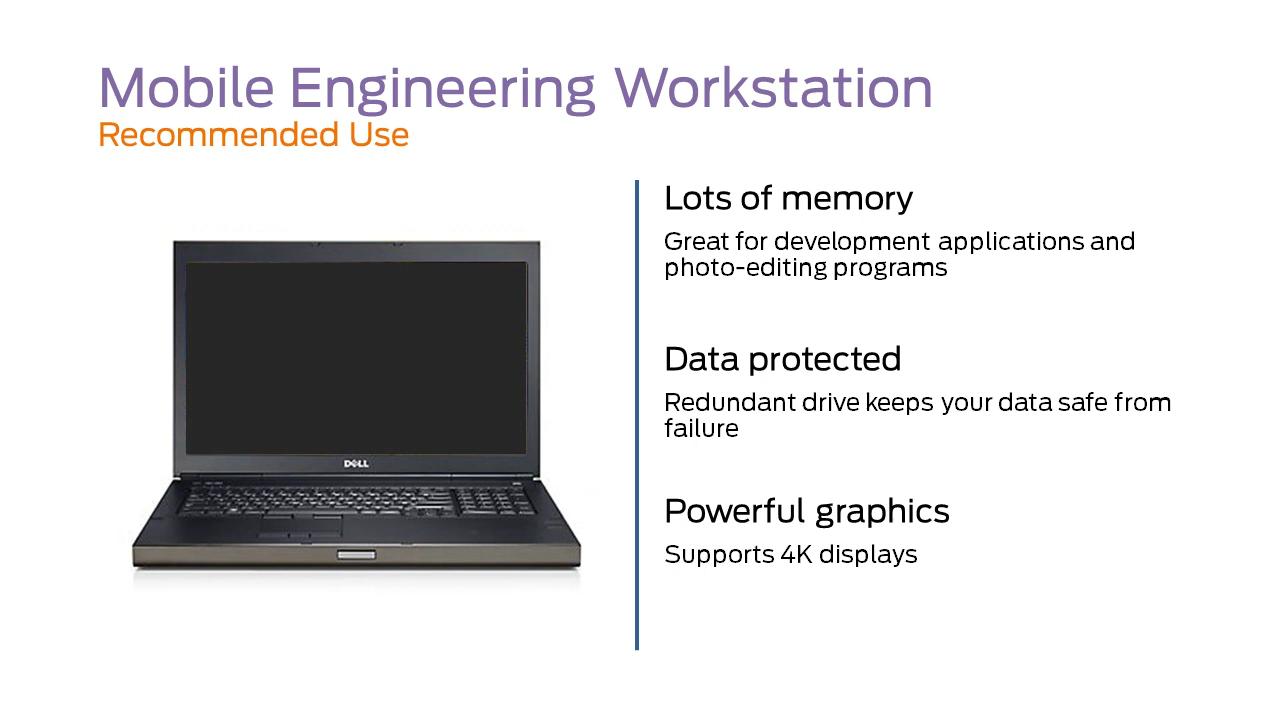 Mobile Engineering Workstation
Recommended Use
Lots of memory
Great for development applications and
photo-editing programs
Data protected
Redundant drive keeps your data safe from
failure
Powerful graphics
Supports 4K displays
DELL